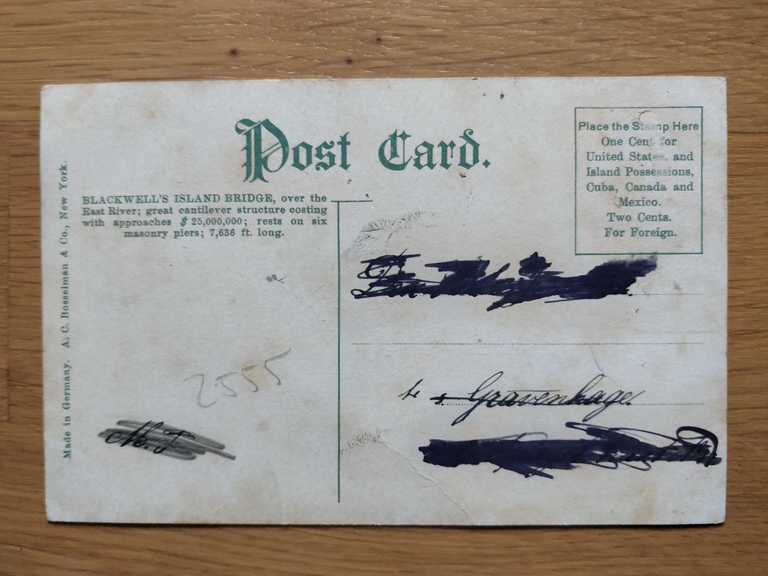 Post Card.
Place the Stamp Here
One Cent for
United States, and
Island Possessions,
Cuba, Canada and
Mexico.
Two Cents.
For Foreign.
BLACKWELL'S ISLAND BRIDGE, over the
East River; great cantilever structure costing
with approaches $ 25,000,000; rests on six
masonry piers; 7,636 ft. long.
Made in Germany. A. C. Bosselman & Co., New York.
2555
te s Gravenhage.